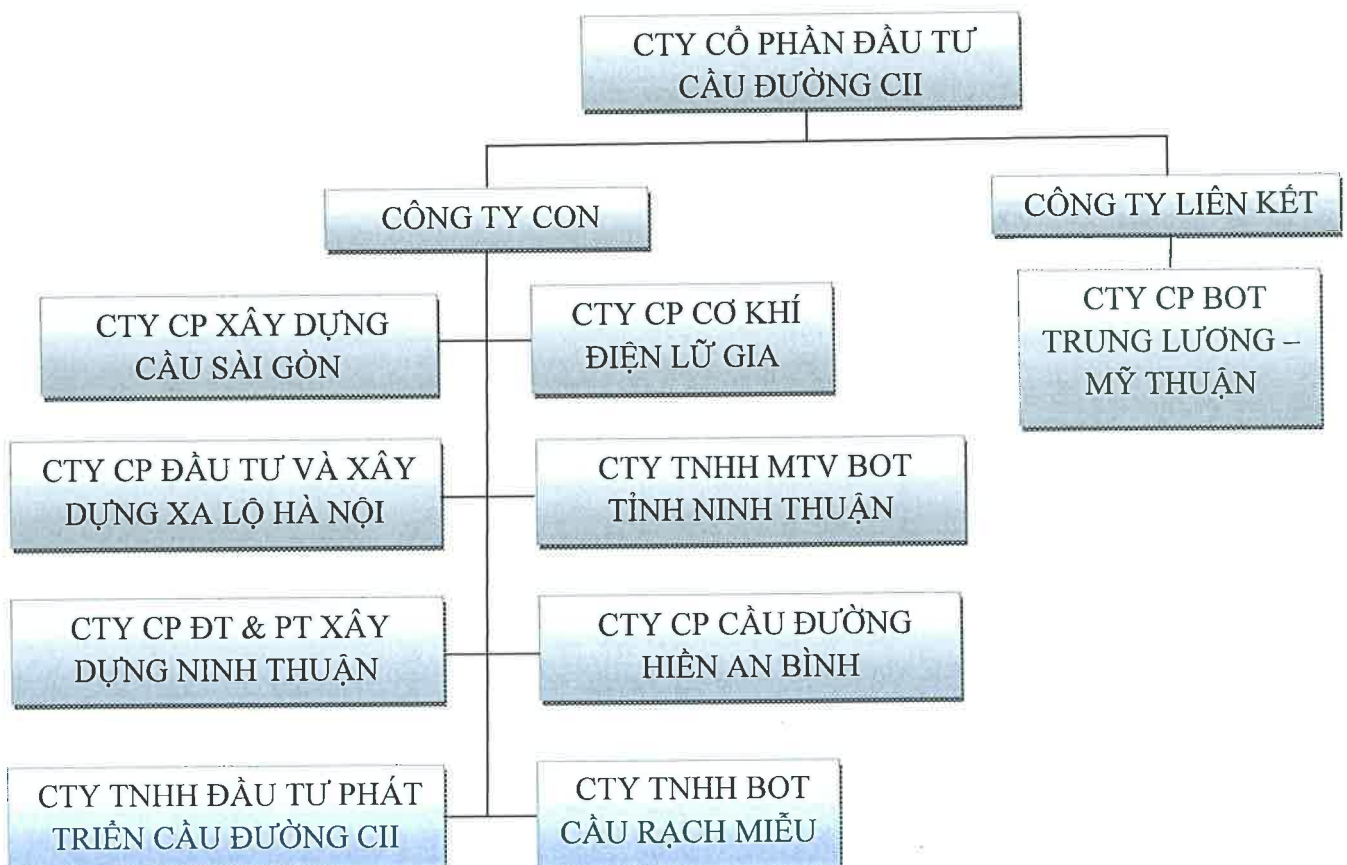 CTY CỔ PHẦN ĐẦU TƯ
CẦU ĐƯỜNG CII
CÔNG TY CON
CÔNG TY LIÊN KẾT
CTY CP XÂY DỰNG
CẦU SÀI GÒN
CTY CP CƠ KHÍ
ĐIỆN LỮ GIA
CTY CP BOT
TRUNG LƯƠNG –
MỸ THUẬN
CTY CP ĐẦU TƯ VÀ XÂY
DỰNG XA LỘ HÀ NỘI
CTY TNHH MTV BOT
TỈNH NINH THUẬN
CTY CP ĐT & PT XÂY
DỰNG NINH THUẬN
CTY CP CẦU ĐƯỜNG
HIỀN AN BÌNH
CTY TNHH ĐẦU TƯ PHÁT
TRIỂN CẦU ĐƯỜNG CII
CTY TNHH BOT
CẦU RẠCH MIỄU